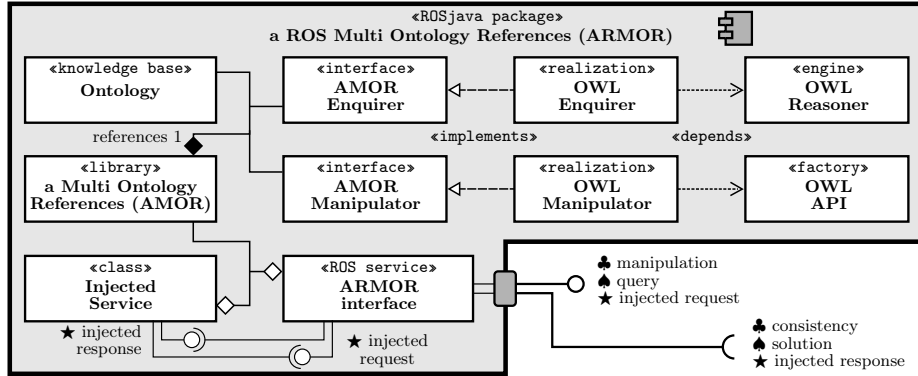 «ROSjava package»
a ROS Multi Ontology References (ARMOR)
«knowledge base»
Ontology
«interface»
AMOR
Enquirer
«realization»
OWL
Enquirer
«engine»
OWL
Reasoner
references 1
«implements»
«depends»
«library»
a Multi Ontology
References (AMOR)
«interface»
AMOR
Manipulator
«realization»
OWL
Manipulator
«factory»
OWL
API
«class»
Injected
Service
«ROS service»
ARMOR
interface
♣ manipulation
♠ query
★ injected request
★ injected
response
★ injected
request
♣ consistency
♠ solution
★ injected response